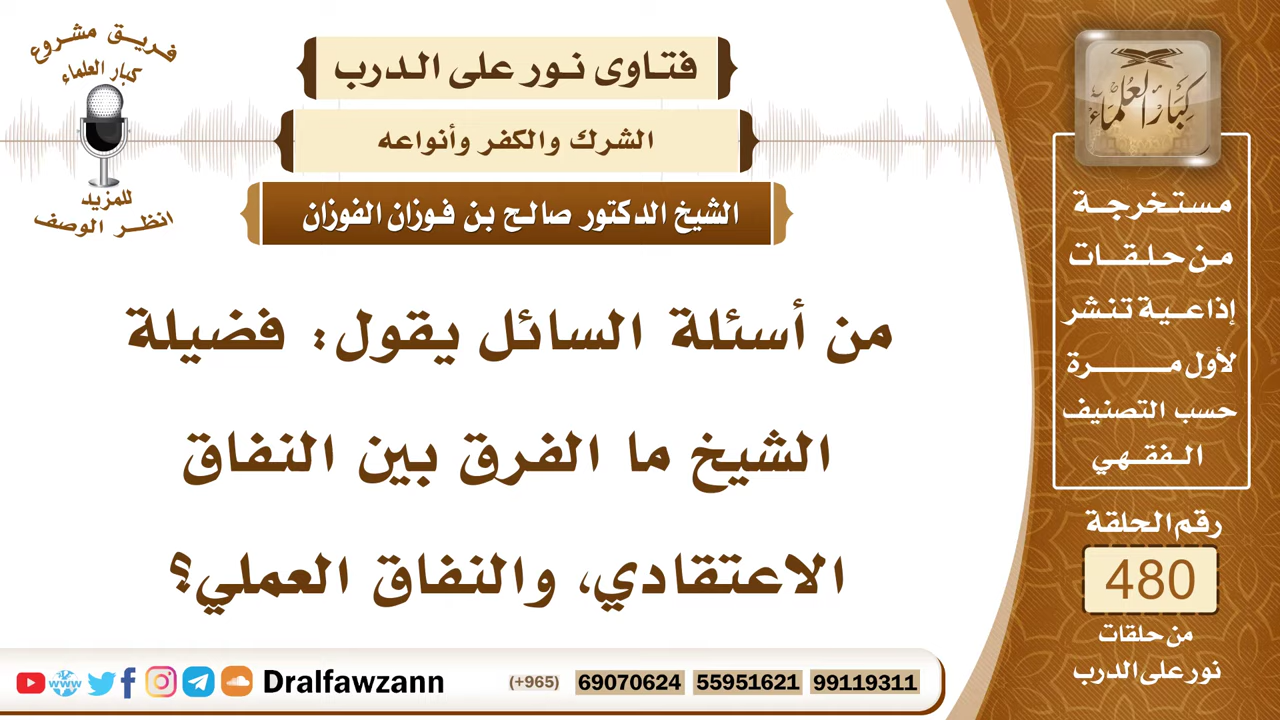 فريق مشروع
كبار العلماء
للمزيد
انظر الوصف
فتاوى نور على الدرب
الشرك والكفر وأنواعه
الشيخ الدكتور صالح بن فوزان الفوزان
من أسئلة السائل يقول: فضيلة
الشيخ ما الفرق بين النفاق
الاعتقادي، والنفاق العملي؟
كبار العلماء
مستخرجة
من حلقات
إذاعية تنشر
لأول مرة
حسب التصنيف
الفقهي
رقم الحلقة
480
من حلقات
نور على الدرب
www
Dralfawzann
(+965) 69070624 55951621 99119311